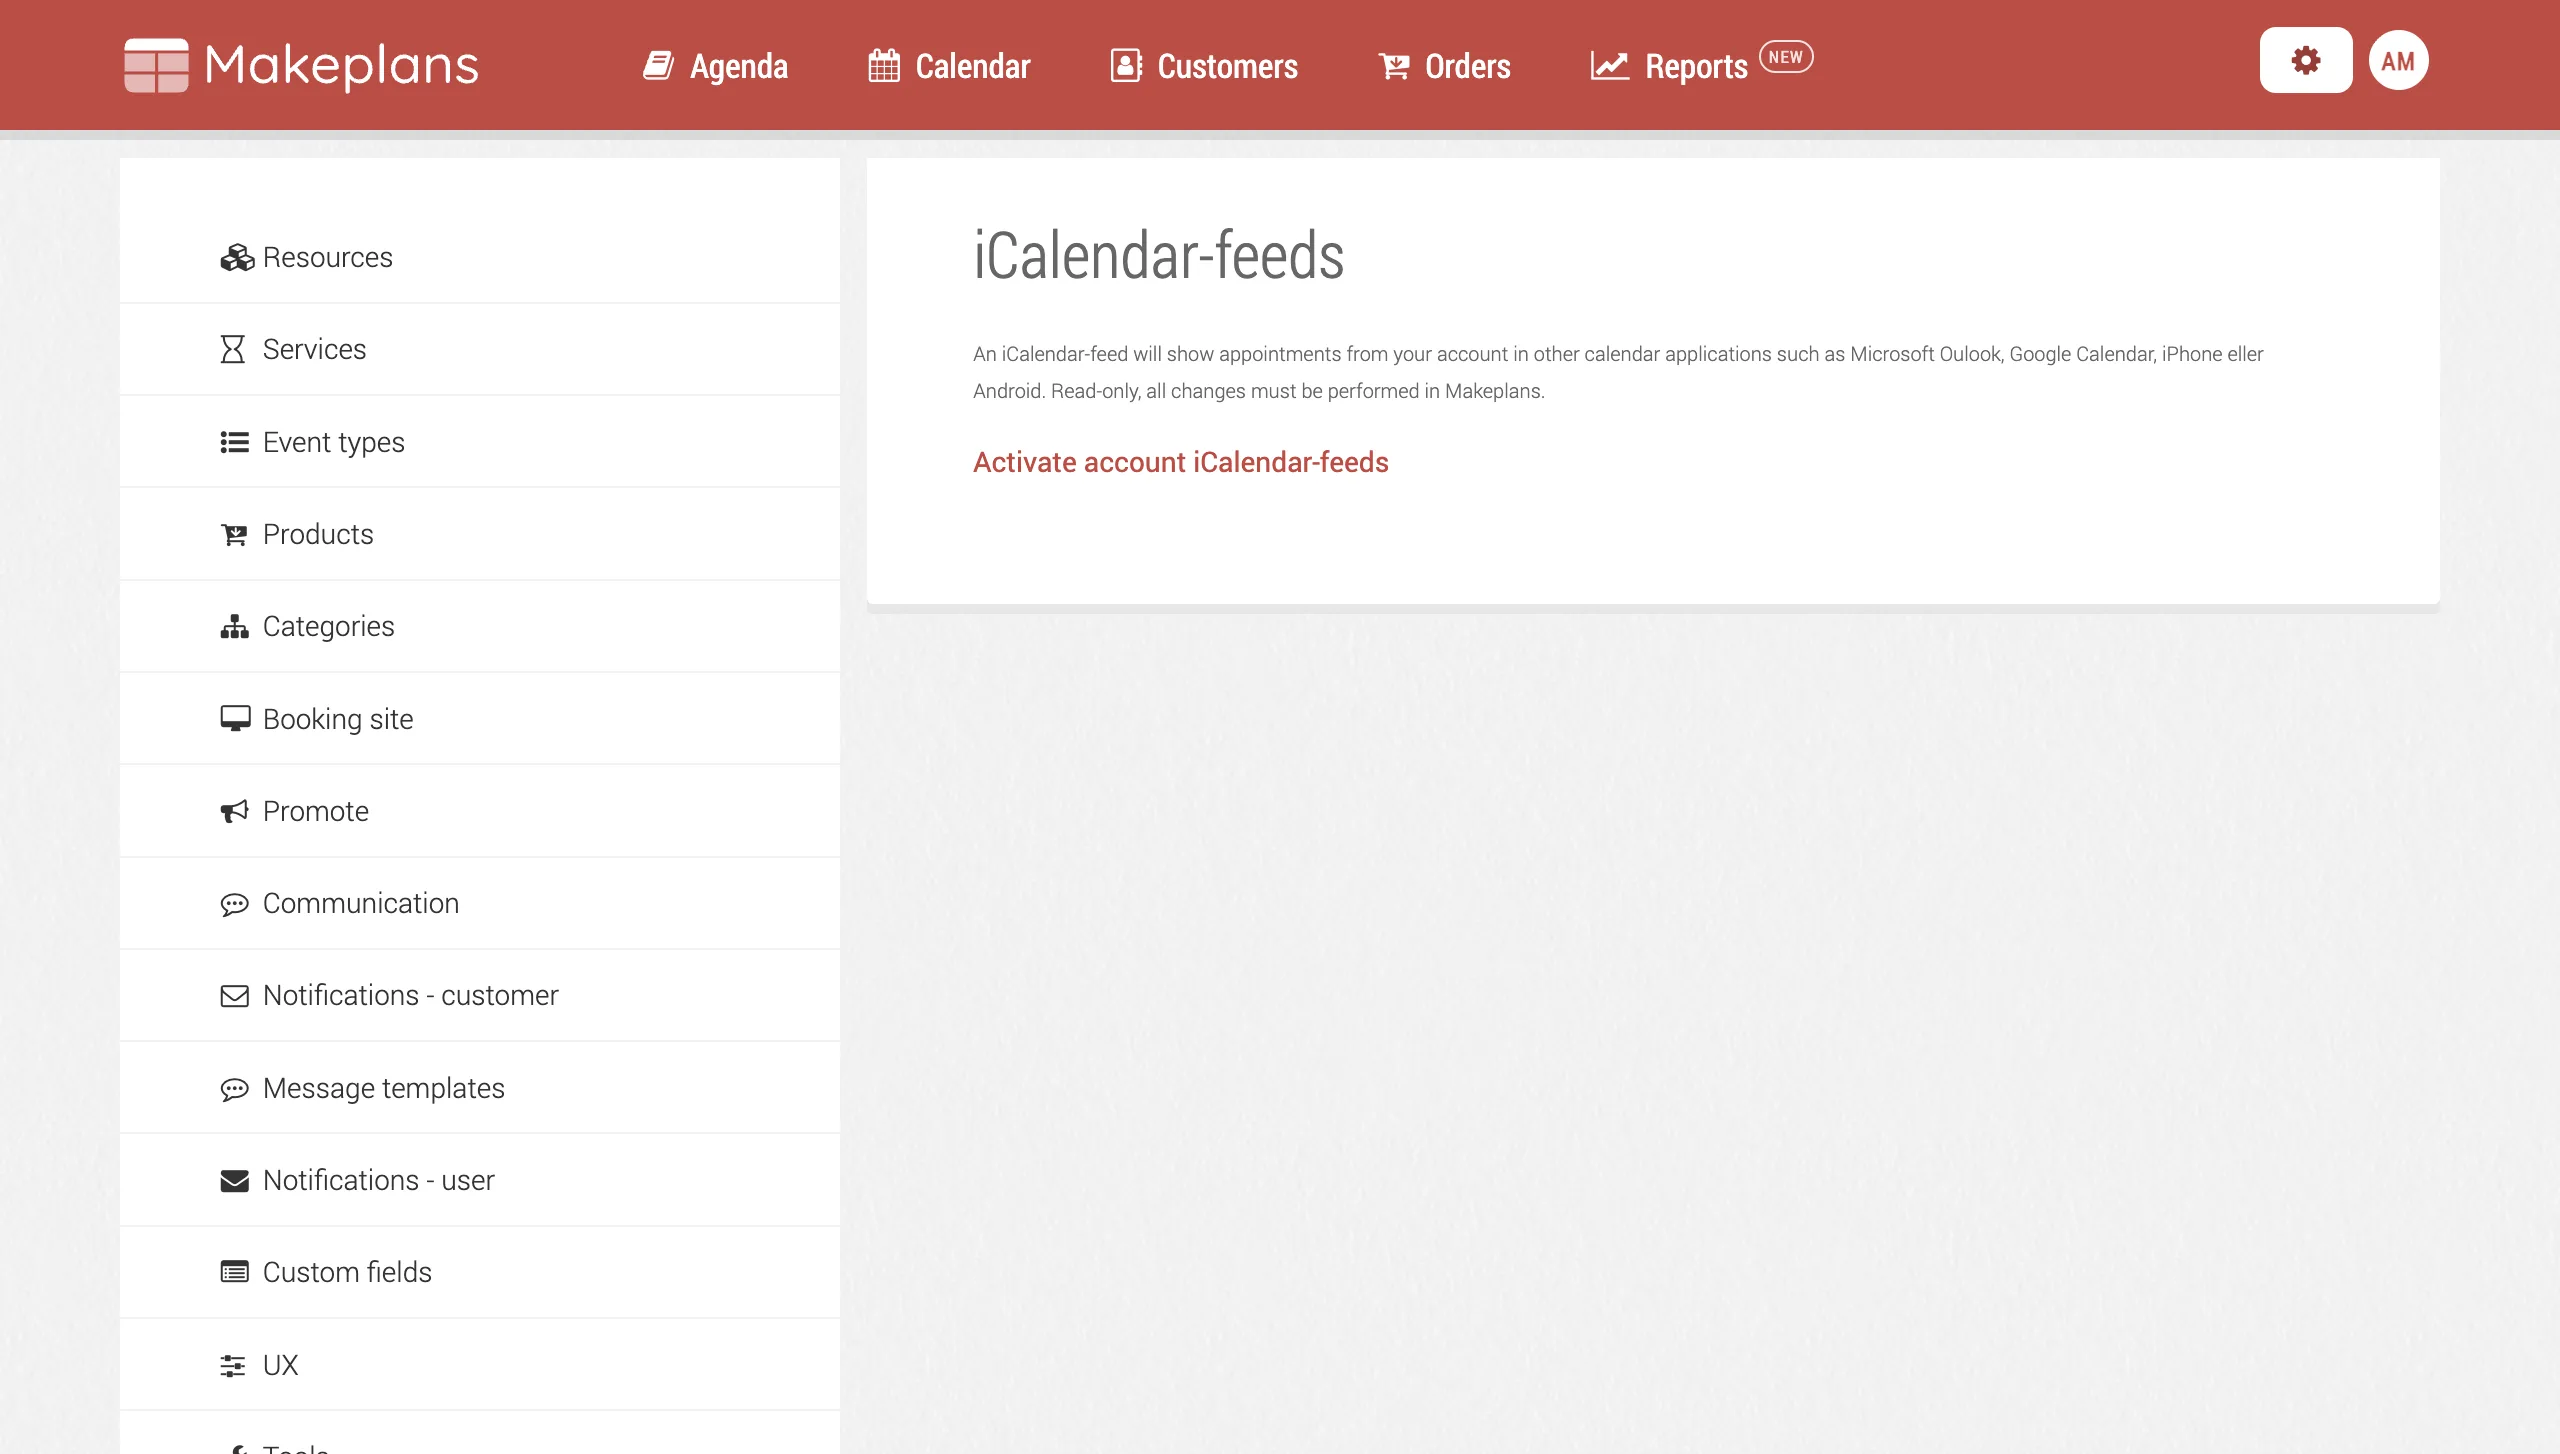 Makeplans
Agenda
Calendar
Customers
Orders
Reports
NEW
AM
Resources
Services
Event types
Products
Categories
Booking site
Promote
Communication
Notifications - customer
Message templates
Notifications - user
Custom fields
UX
Tools
iCalendar-feeds
An iCalendar-feed will show appointments from your account in other calendar applications such as Microsoft Oulook, Google Calendar, iPhone eller
Android. Read-only, all changes must be performed in Makeplans.
Activate account iCalendar-feeds